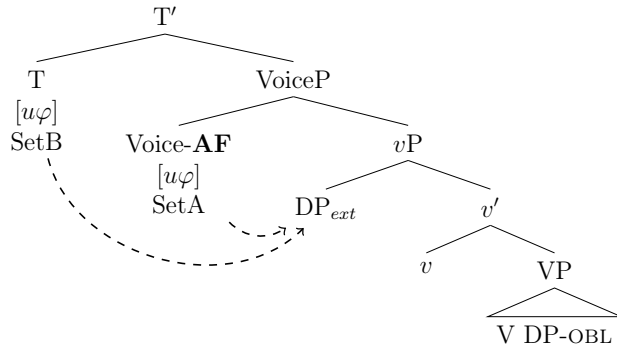 T′
T VoiceP
[uφ]
SetB Voice-AF vP
[uφ]
SetA DPext v′
v VP
V DP-OBL